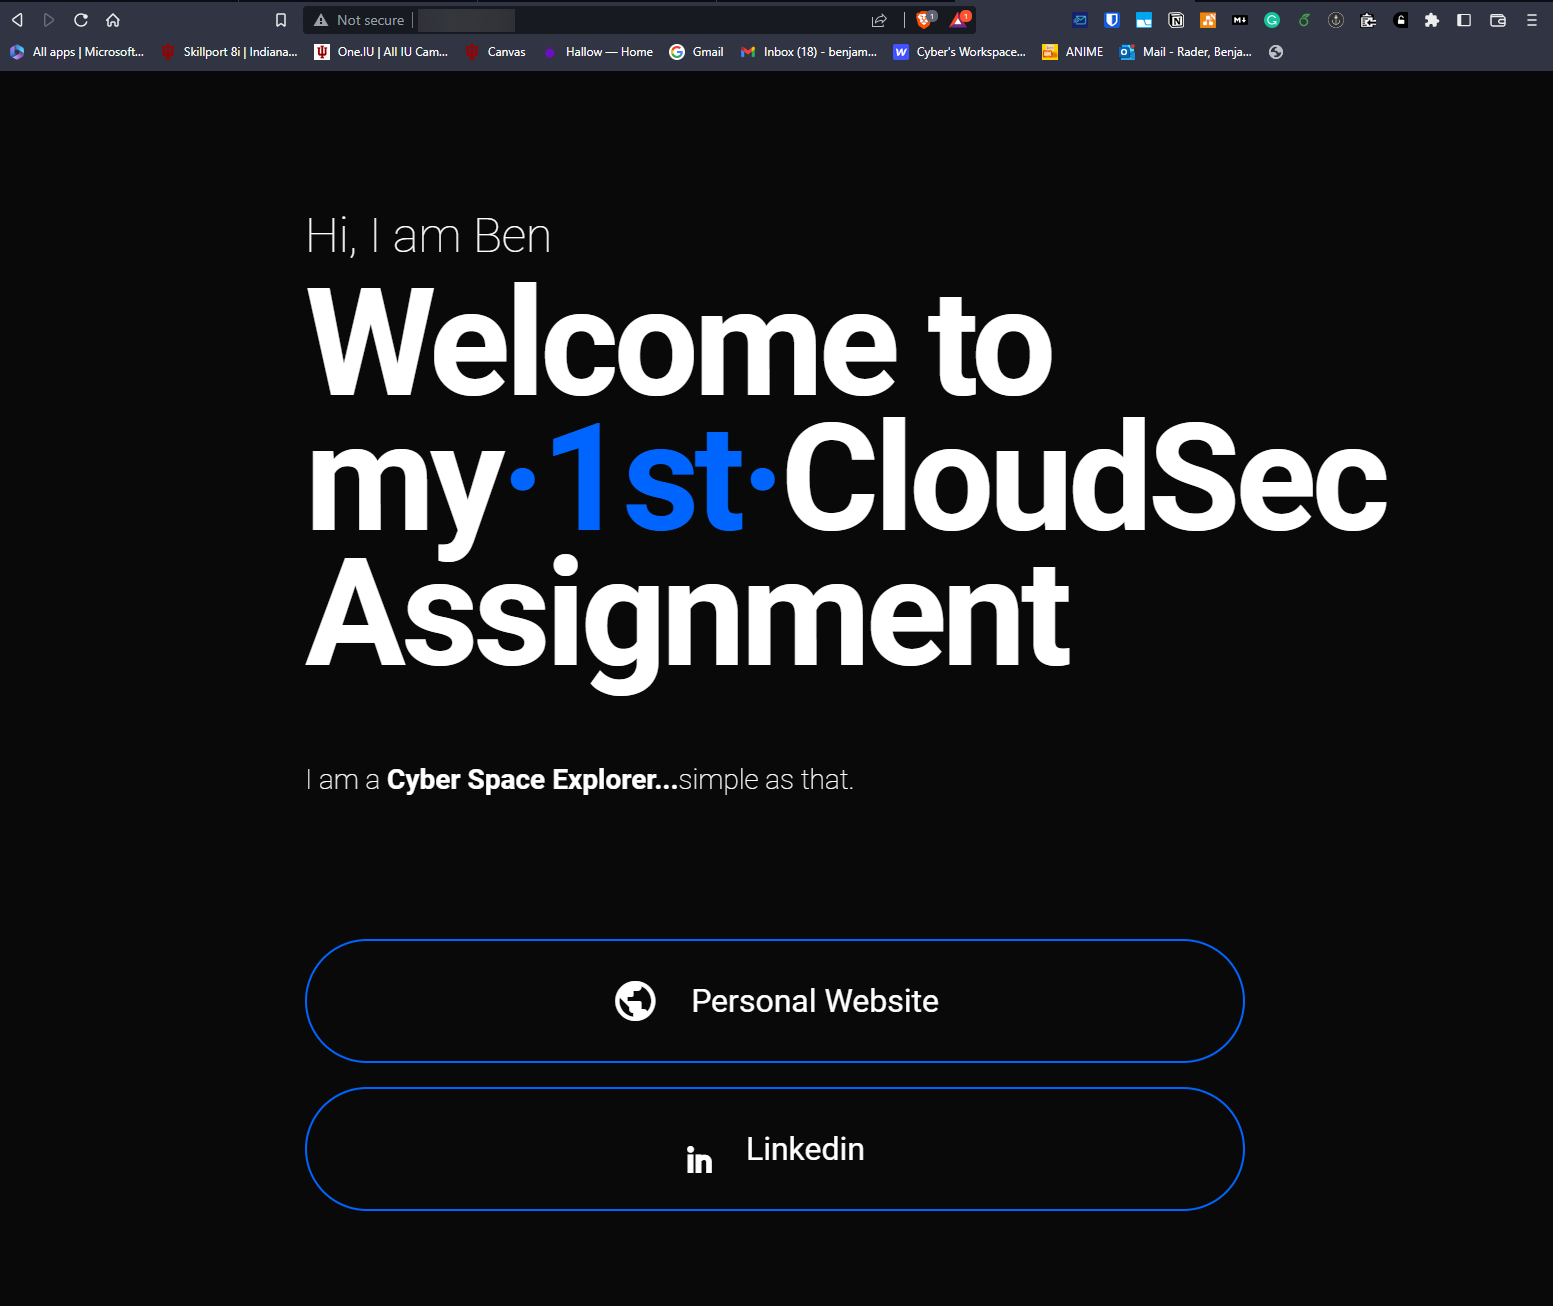 Not secure
1
1
M↓
G
All apps | Microsoft...
Skillport 8i | Indiana...
One.IU | All IU Cam...
Canvas
Hallow — Home
Gmail
Inbox (18) - benjam...
Cyber's Workspace...
ANIME
Mail - Rader, Benja...
Hi, I am Ben
Welcome to
my·1st·CloudSec
Assignment
I am a Cyber Space Explorer...simple as that.
Personal Website
in Linkedin